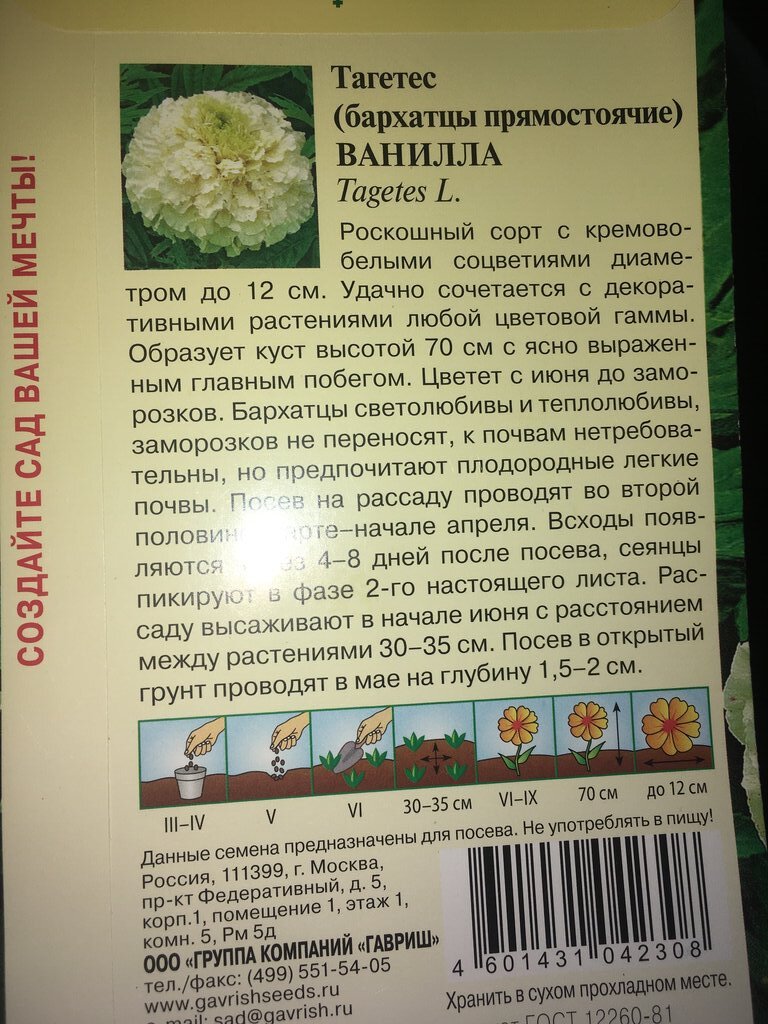 СОЗДАЙТЕ САД ВАШЕЙ МЕЧТЫ!
Тагетес
(бархатцы прямостоячие)
ВАНИЛЛА
Tagetes L.
Роскошный сорт с кремово-
белыми соцветиями диаме-
тром до 12 см. Удачно сочетается с декора-
тивными растениями любой цветовой гаммы.
Образует куст высотой 70 см с ясно выражен-
ным главным побегом. Цветет с июня до замо-
розков. Бархатцы светолюбивы и теплолюбивы,
заморозков не переносят, к почвам нетребова-
тельны, но предпочитают плодородные легкие
почвы. Посев на рассаду проводят во второй
начале апреля. Всходы появ-
ляются 4–8 дней после посева, сеянцы
пикируют в фазе 2-го настоящего листа. Рас-
саду высаживают в начале июня с расстоянием
между растениями 30–35 см. Посев в открытый
грунт проводят в мае на глубину 1,5–2 см.
III–IV V VI 30–35 см VI–IX 70 см до 12 см
Данные семена предназначены для посева. Не употреблять в пищу!
Россия, 111399, г. Москва,
пр-кт Федеративный, д. 5,
корп.1, помещение 1, этаж 1,
комн. 5, Рм 5д
ООО «ГРУППА КОМПАНИЙ «ГАВРИШ»
тел./факс: (499) 551-54-05
www.gavrishseeds.ru
mail: sad@gavrish.ru
4 601431 042308
Хранить в сухом прохладном месте.
ГОСТ 12260-81